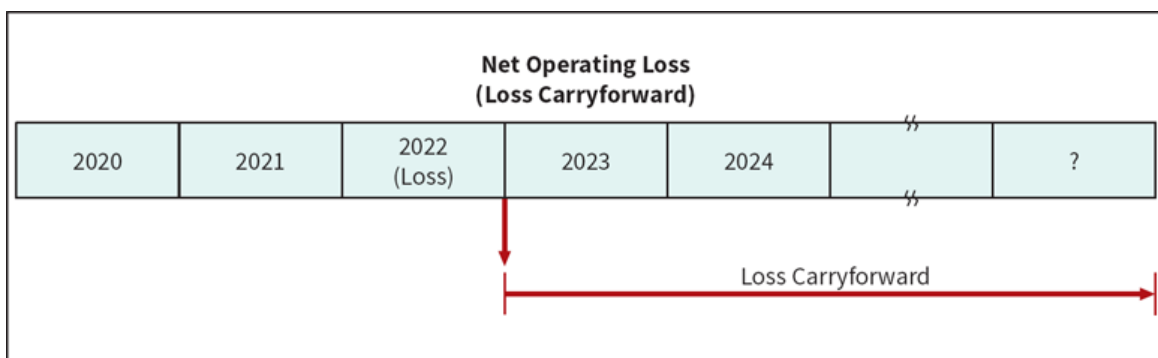 Net Operating Loss
(Loss Carryforward)
2020
2021
2022
(Loss)
2023
2024
?
Loss Carryforward